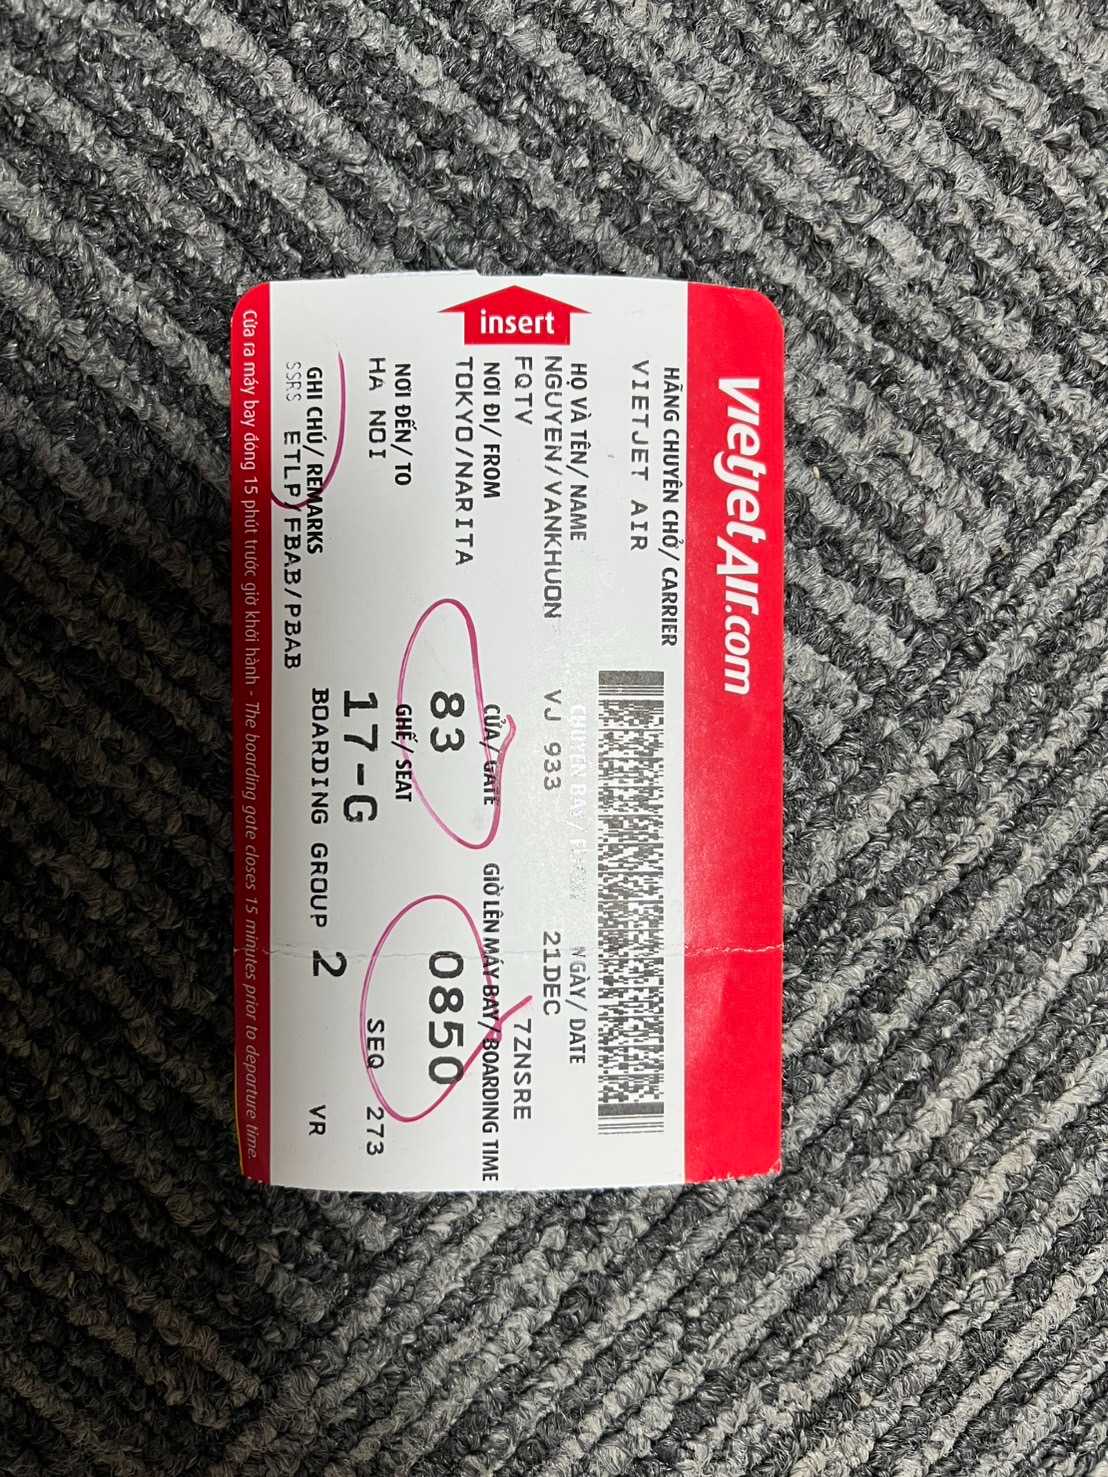 vietjetAir.com
HÃNG CHUYÊN CHỞ/ CARRIER
VIETJET AIR
HỌ VÀ TÊN/ NAME CHUYẾN BAY/ NGÀY/ DATE
NGUYEN/VANKHUON VJ 933 21DEC
FQTV 7ZNSRE
insert
NƠI ĐI/ FROM CỬA/ GATE GIỜ LÊN MÁY BAY/ BOARDING TIME
TOKYO/NARITA 83 0850
NƠI ĐẾN/ TO GHẾ/ SEAT
HA NOI 17-G SEQ 273
GHI CHÚ/ REMARKS BOARDING GROUP 2 VR
SSRS ETLP/FBAB/PBAB
Cửa ra máy bay đóng 15 phút trước giờ khởi hành - The boarding gate closes 15 minutes prior to departure time.